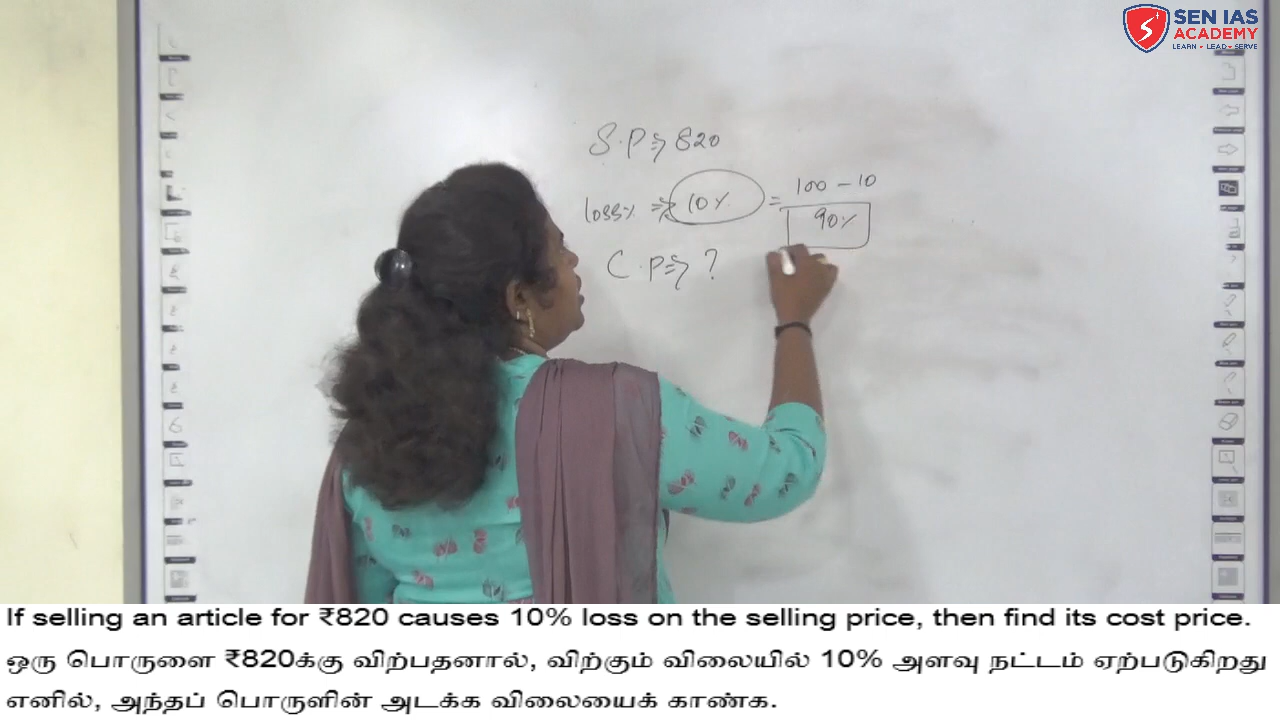 SEN IAS
ACADEMY
LEARN • LEAD • SERVE
S.P ⇒ 820
loss% ⇒ 10% = 100 - 10
90%
C.P ⇒ ?
If selling an article for ₹820 causes 10% loss on the selling price, then find its cost price.
ஒரு பொருளை ₹820க்கு விற்பதனால், விற்கும் விலையில் 10% அளவு நட்டம் ஏற்படுகிறது
எனில், அந்தப் பொருளின் அடக்க விலையைக் காண்க.